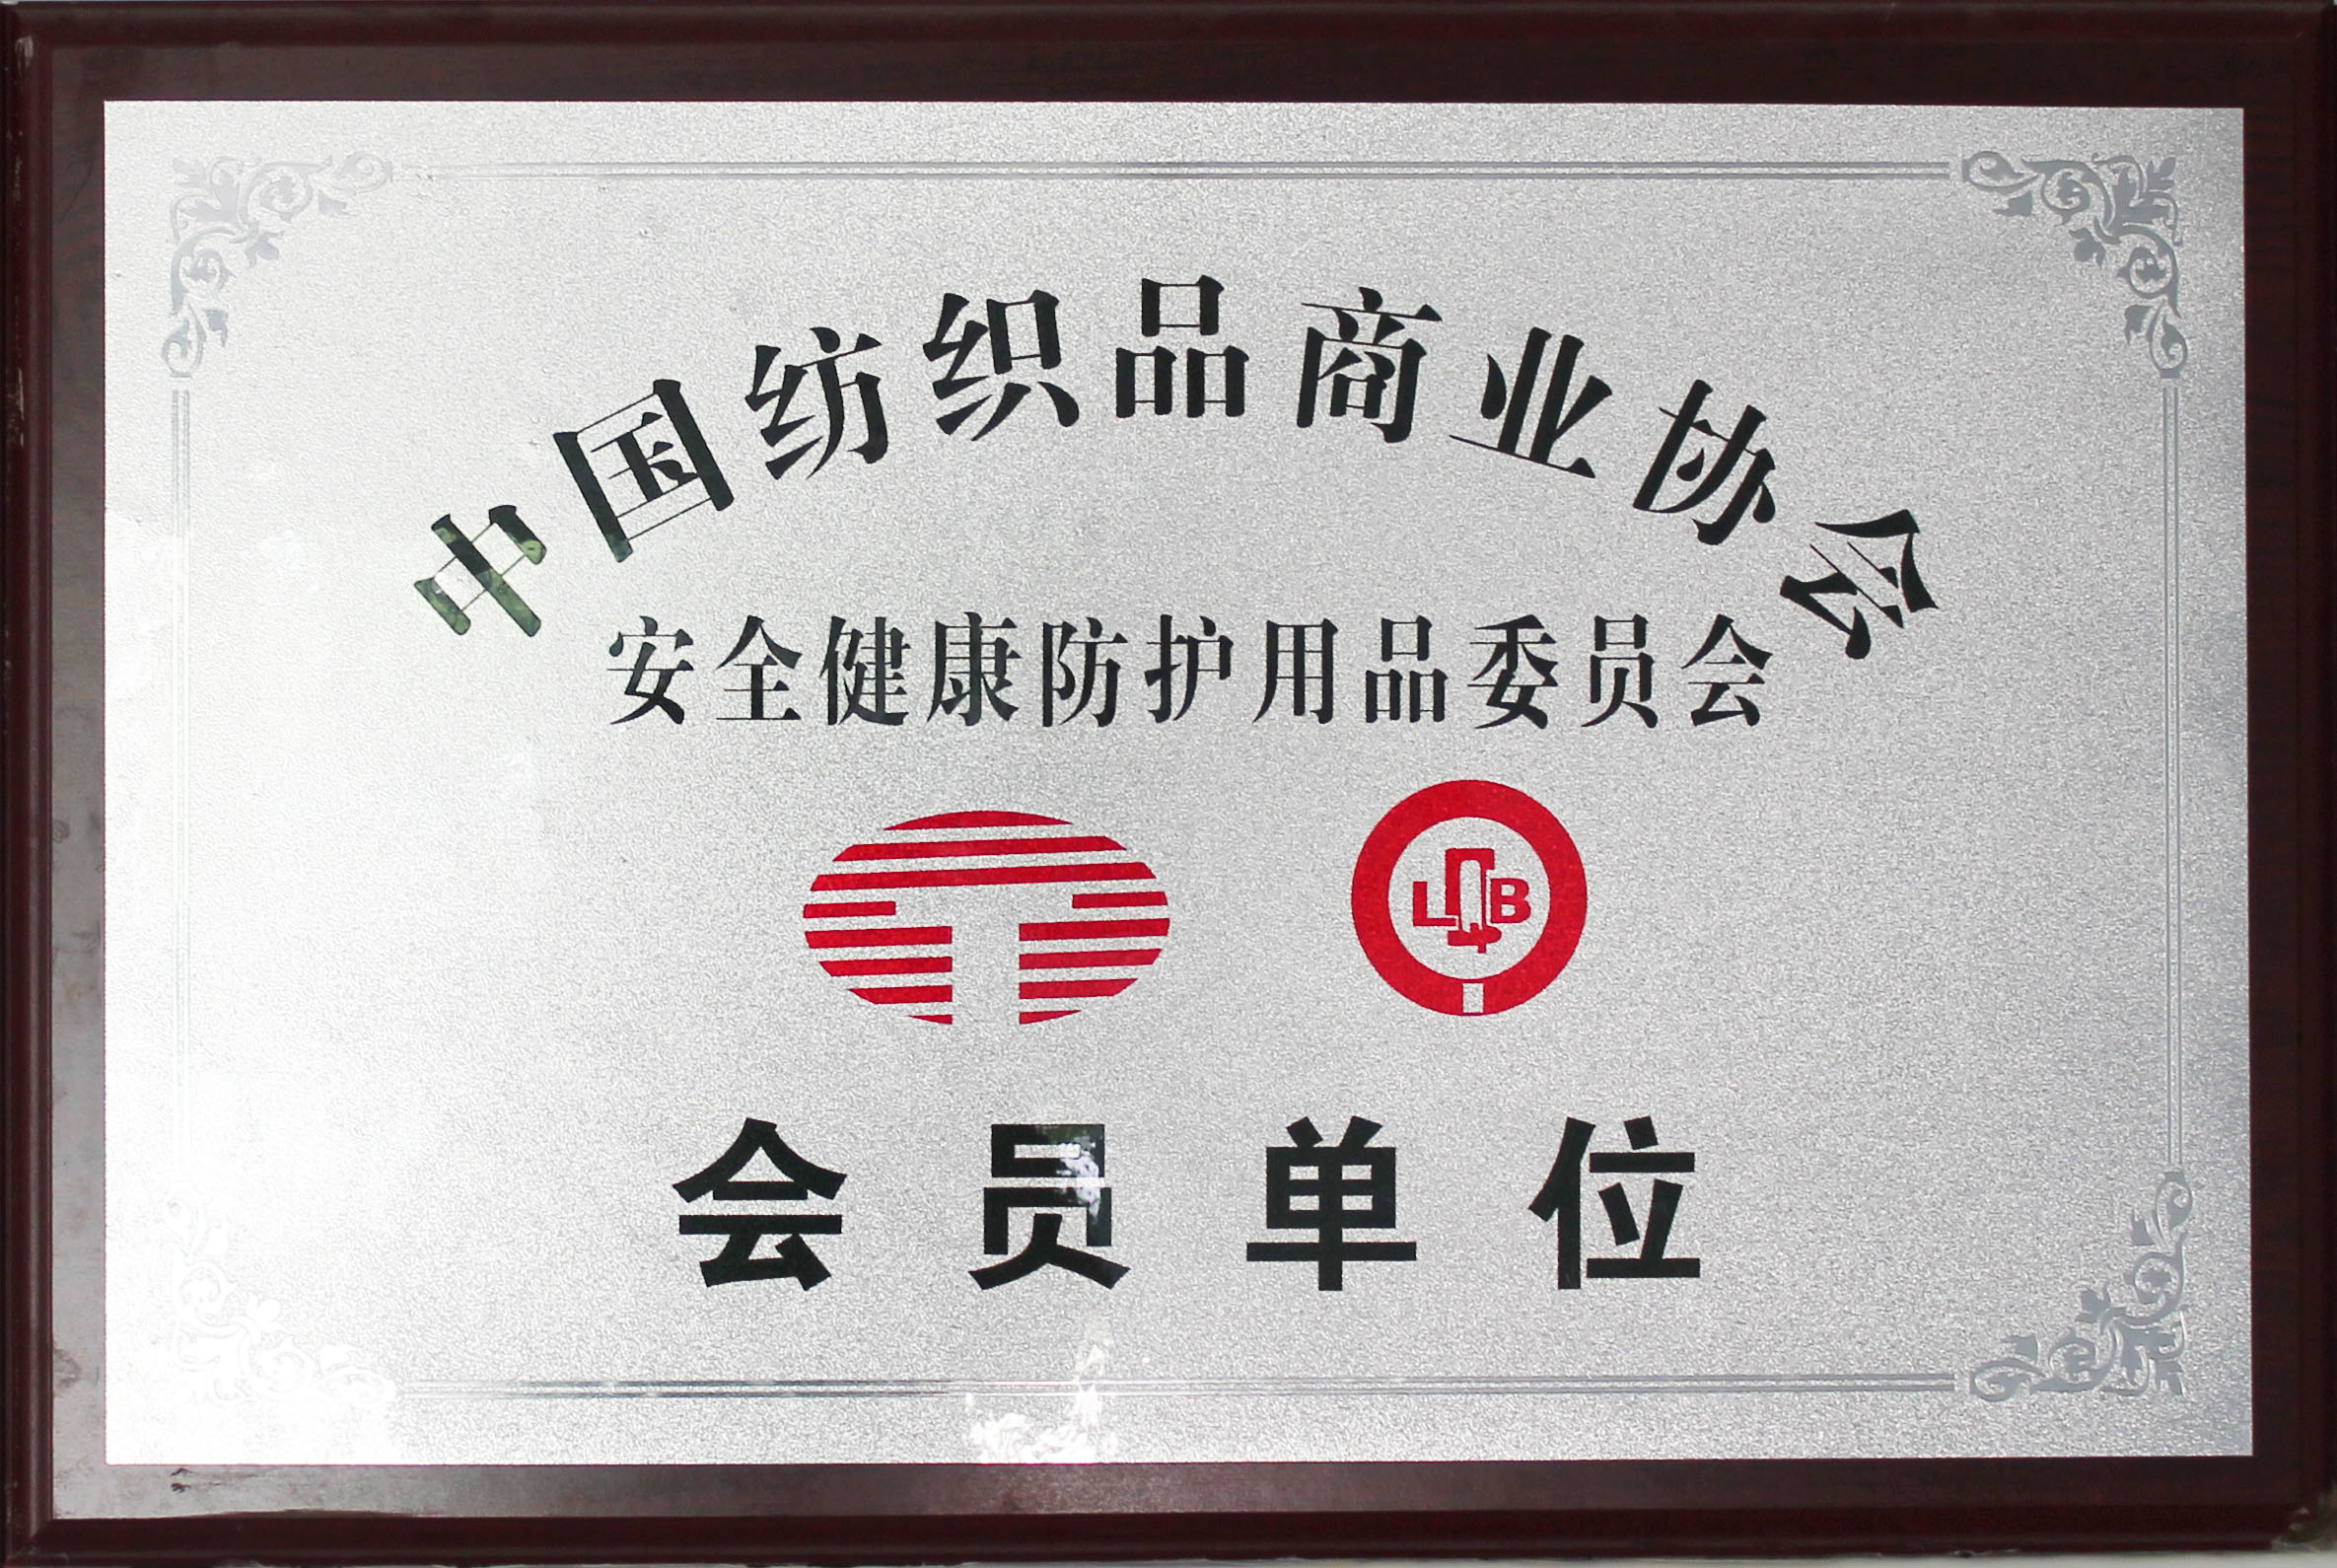 中国纺织品商业协会
安全健康防护用品委员会
LQB
会员单位